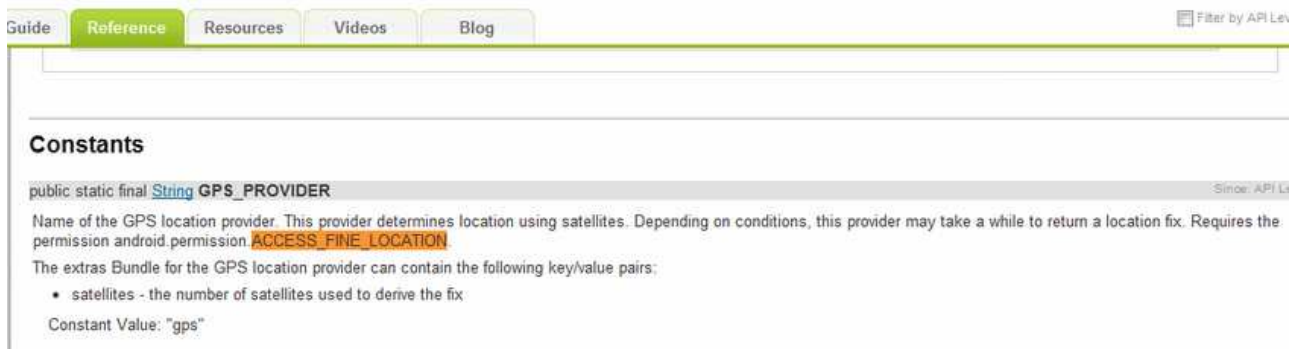 Guide Reference Resources Videos Blog Filter by API Lev
Constants
public static final String GPS_PROVIDER Since: API Le
Name of the GPS location provider. This provider determines location using satellites. Depending on conditions, this provider may take a while to return a location fix. Requires the
permission android.permission.ACCESS_FINE_LOCATION.
The extras Bundle for the GPS location provider can contain the following key/value pairs:
• satellites - the number of satellites used to derive the fix
Constant Value: "gps"